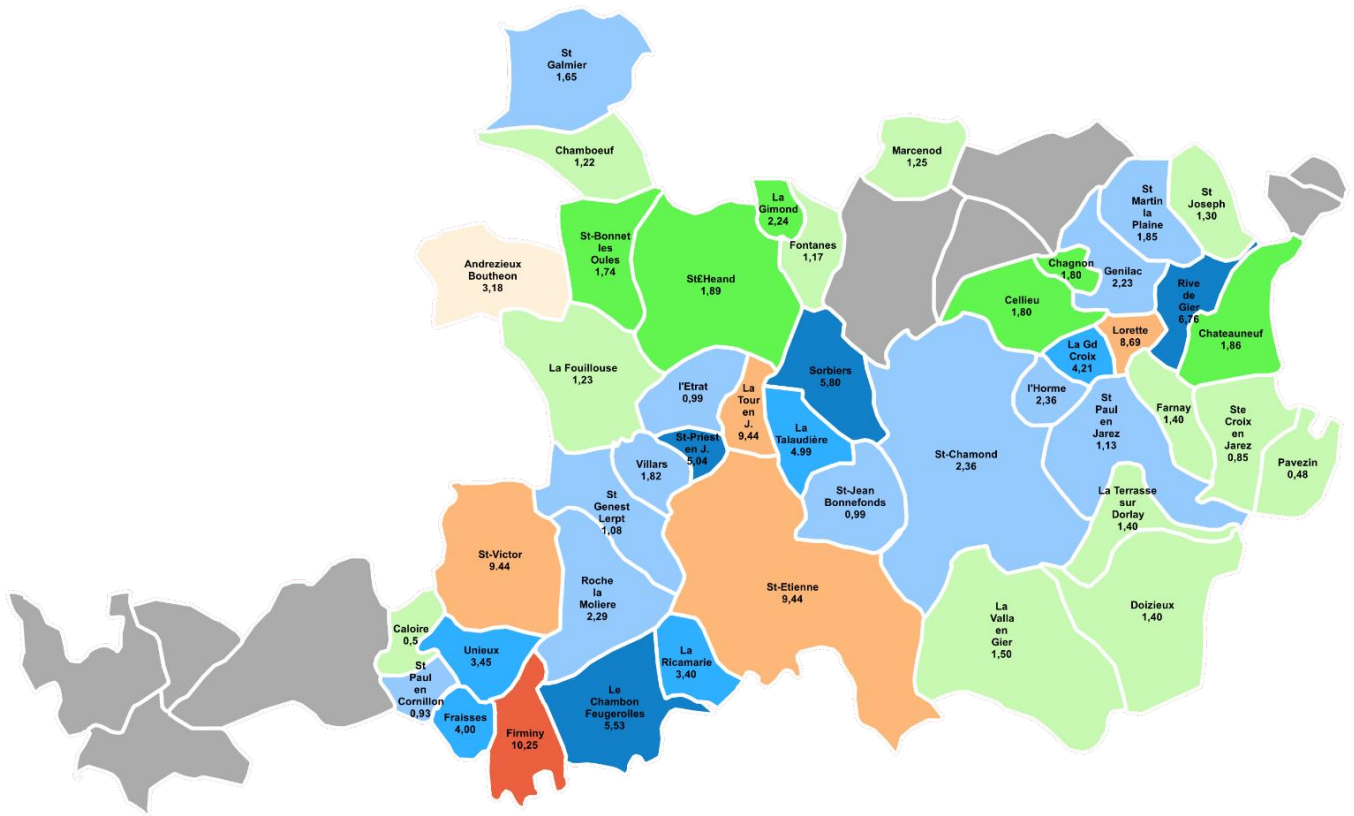 St
Galmier
1,65
Chamboeuf
1,22
Marcenod
1,25
La
Gimond
2,24
St
Martin
la
Plaine
1,85
St
Joseph
1,30
St-Bonnet
les
Oules
1,74
Fontanes
1,17
Andrezieux
Boutheon
3,18
St£Heand
1,89
Chagnon
1,80
Genilac
2,23
Rive
de
Gier
6,76
Cellieu
1,80
Lorette
8,69
Chateauneuf
1,86
La Gd
Croix
4,21
La Fouillouse
1,23
l'Etrat
0,99
La
Tour
en
J.
9,44
Sorbiers
5,80
l'Horme
2,36
St
Paul
en
Jarez
1,13
Farnay
1,40
Ste
Croix
en
Jarez
0,85
St-Priest
en J.
5,04
La
Talaudière
4.99
Villars
1,82
St-Chamond
2,36
Pavezin
0,48
St
Genest
Lerpt
1,08
St-Jean
Bonnefonds
0,99
La Terrasse
sur
Dorlay
1,40
St-Victor
9.44
Roche
la
Moliere
2,29
St-Etienne
9,44
La
Valla
en
Gier
1,50
Doizieux
1,40
Caloire
0,5
Unieux
3,45
La
Ricamarie
3,40
St
Paul
en
Cornillon
0,93
Le
Chambon
Feugerolles
5,53
Fraisses
4,00
Firminy
10,25